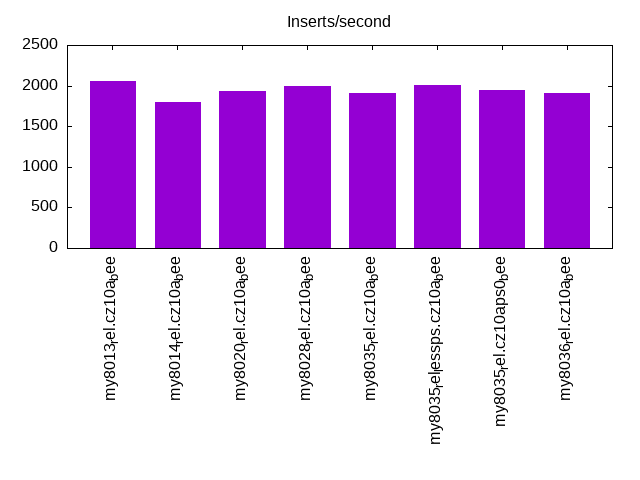 Inserts/second
2500
2000
1500
1000
500
0
my8013rel.cz10abee
my8014rel.cz10abee
my8020rel.cz10abee
my8028rel.cz10abee
my8035rel.cz10abee
my8035rellessps.cz10abee
my8035rel.cz10aps0bee
my8036rel.cz10abee